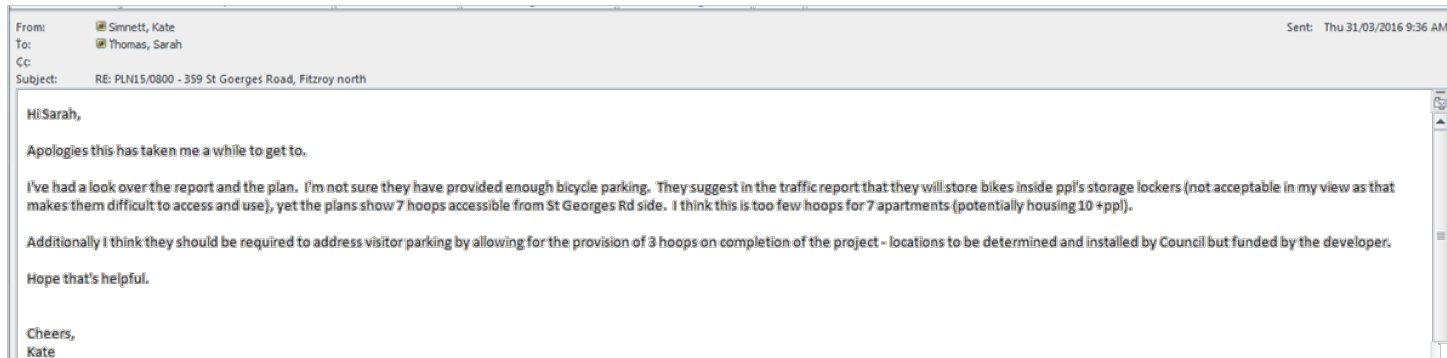 From: Simnett, Kate Sent: Thu 31/03/2016 9:36 AM
To: Thomas, Sarah
Cc:
Subject: RE: PLN15/0800 - 359 St Goerges Road, Fitzroy north
Hi Sarah,
Apologies this has taken me a while to get to.
I've had a look over the report and the plan. I'm not sure they have provided enough bicycle parking. They suggest in the traffic report that they will store bikes inside ppl's storage lockers (not acceptable in my view as that
makes them difficult to access and use), yet the plans show 7 hoops accessible from St Georges Rd side. I think this is too few hoops for 7 apartments (potentially housing 10 +ppl).
Additionally I think they should be required to address visitor parking by allowing for the provision of 3 hoops on completion of the project - locations to be determined and installed by Council but funded by the developer.
Hope that's helpful.
Cheers,
Kate